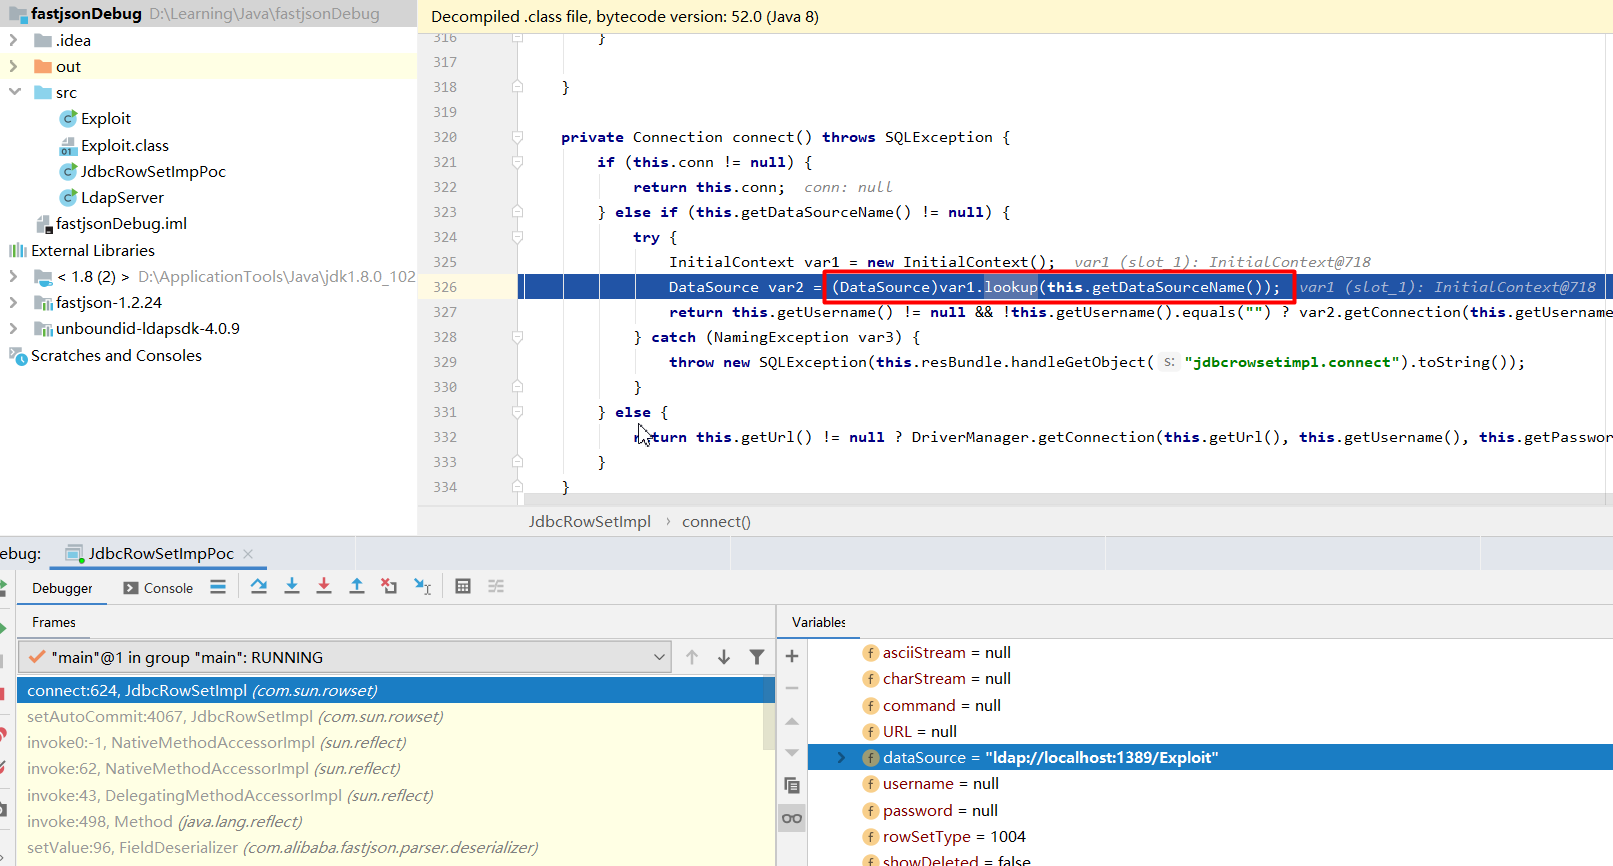 fastjsonDebug D:\Learning\Java\fastjsonDebug
.idea
out
src
Exploit
Exploit.class
JdbcRowSetImpPoc
LdapServer
fastjsonDebug.iml
External Libraries
< 1.8 (2) > D:\ApplicationTools\Java\jdk1.8.0_102
fastjson-1.2.24
unboundid-ldapsdk-4.0.9
Scratches and Consoles
Decompiled .class file, bytecode version: 52.0 (Java 8)
316 }
317
318 }
319
320 private Connection connect() throws SQLException {
321 if (this.conn != null) {
322 return this.conn; conn: null
323 } else if (this.getDataSourceName() != null) {
324 try {
325 InitialContext var1 = new InitialContext(); var1 (slot_1): InitialContext@718
326 DataSource var2 = (DataSource)var1.lookup(this.getDataSourceName()); var1 (slot_1): InitialContext@718
327 return this.getUsername() != null && !this.getUsername().equals("") ? var2.getConnection(this.getUsername
328 } catch (NamingException var3) {
329 throw new SQLException(this.resBundle.handleGetObject( s: "jdbcrowsetimpl.connect").toString());
330 }
331 } else {
332 return this.getUrl() != null ? DriverManager.getConnection(this.getUrl(), this.getUsername(), this.getPasswor
333 }
334 }
JdbcRowSetImpl › connect()
ebug: JdbcRowSetImpPoc
Debugger Console
Frames
"main"@1 in group "main": RUNNING
connect:624, JdbcRowSetImpl (com.sun.rowset)
setAutoCommit:4067, JdbcRowSetImpl (com.sun.rowset)
invoke0:-1, NativeMethodAccessorImpl (sun.reflect)
invoke:62, NativeMethodAccessorImpl (sun.reflect)
invoke:43, DelegatingMethodAccessorImpl (sun.reflect)
invoke:498, Method (java.lang.reflect)
setValue:96, FieldDeserializer (com.alibaba.fastjson.parser.deserializer)
Variables
asciiStream = null
charStream = null
command = null
URL = null
dataSource = "ldap://localhost:1389/Exploit"
username = null
password = null
rowSetType = 1004
showDeleted = false